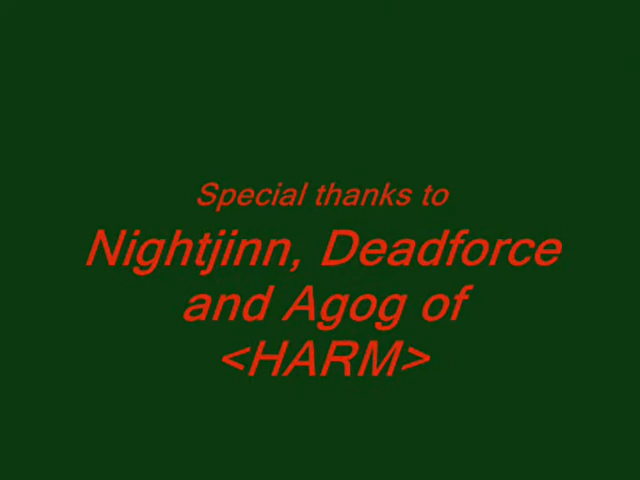 Special thanks to
Nightjinn, Deadforce
and Agog of
<HARM>